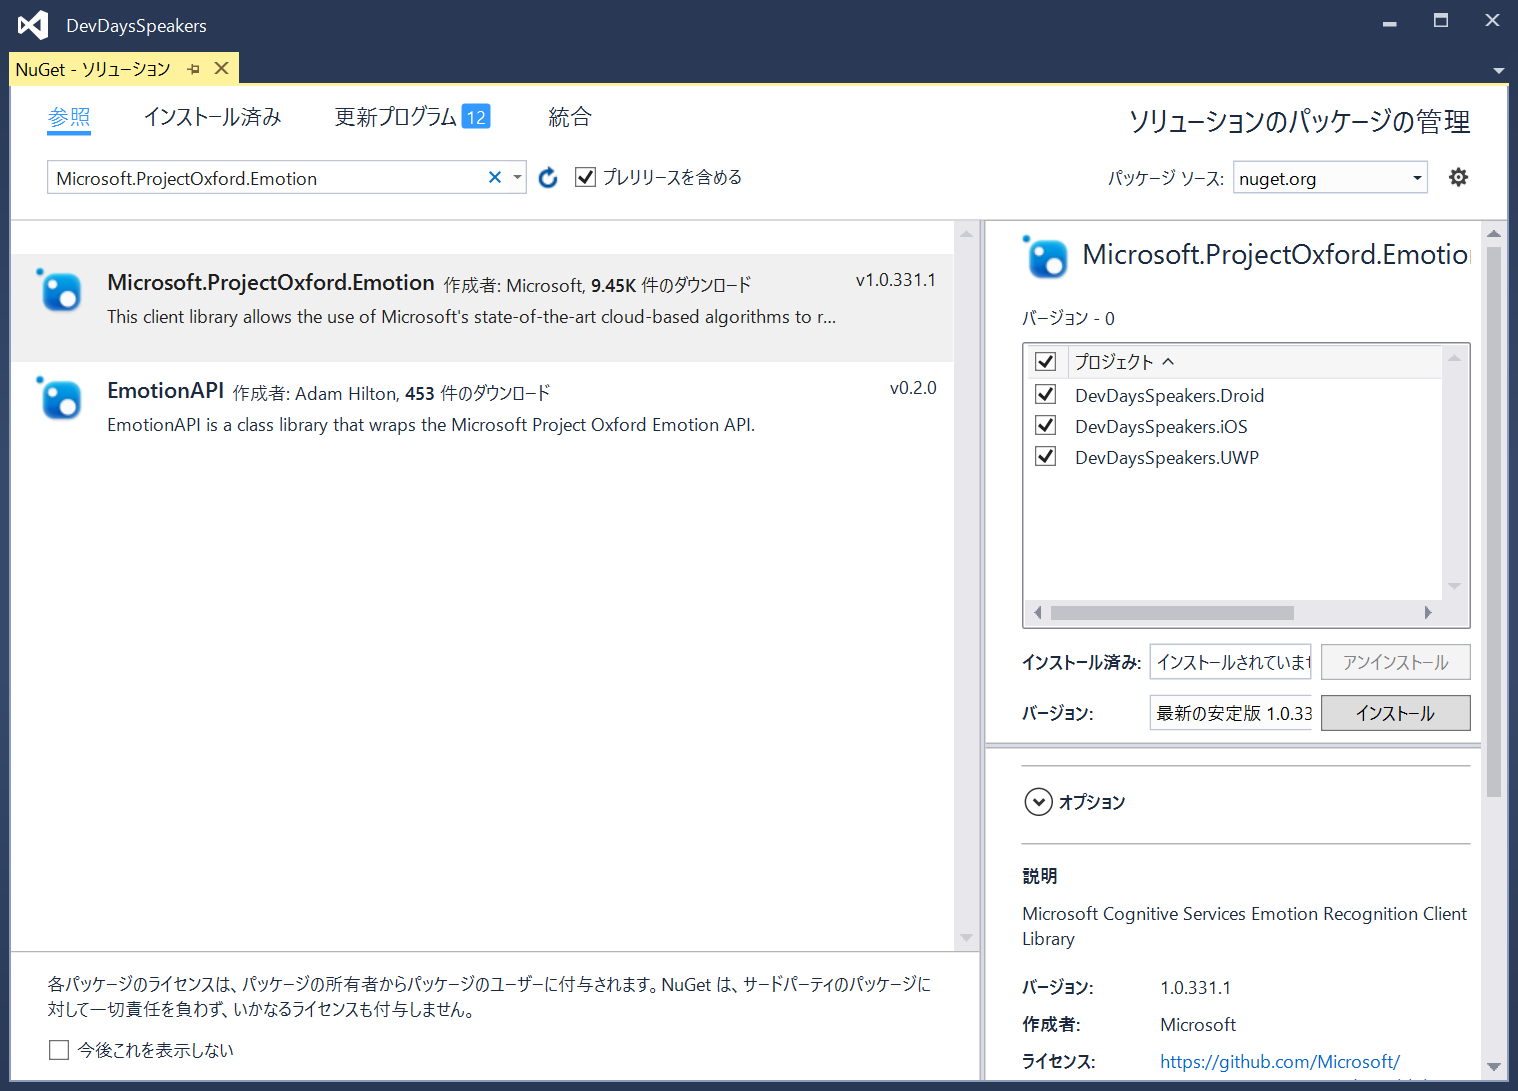 DevDaysSpeakers
NuGet - ソリューション
参照 インストール済み 更新プログラム 12 統合
ソリューションのパッケージの管理
Microsoft.ProjectOxford.Emotion
プレリリースを含める
パッケージ ソース: nuget.org
Microsoft.ProjectOxford.Emotion 作成者: Microsoft, 9.45K 件のダウンロード v1.0.331.1
This client library allows the use of Microsoft's state-of-the-art cloud-based algorithms to r...
EmotionAPI 作成者: Adam Hilton, 453 件のダウンロード v0.2.0
EmotionAPI is a class library that wraps the Microsoft Project Oxford Emotion API.
各パッケージのライセンスは、パッケージの所有者からパッケージのユーザーに付与されます。NuGet は、サードパーティのパッケージに
対して一切責任を負わず、いかなるライセンスも付与しません。
今後これを表示しない
Microsoft.ProjectOxford.Emotion
バージョン - 0
プロジェクト
DevDaysSpeakers.Droid
DevDaysSpeakers.iOS
DevDaysSpeakers.UWP
インストール済み: インストールされていませ アンインストール
バージョン: 最新の安定版 1.0.33 インストール
オプション
説明
Microsoft Cognitive Services Emotion Recognition Client
Library
バージョン: 1.0.331.1
作成者: Microsoft
ライセンス: https://github.com/Microsoft/